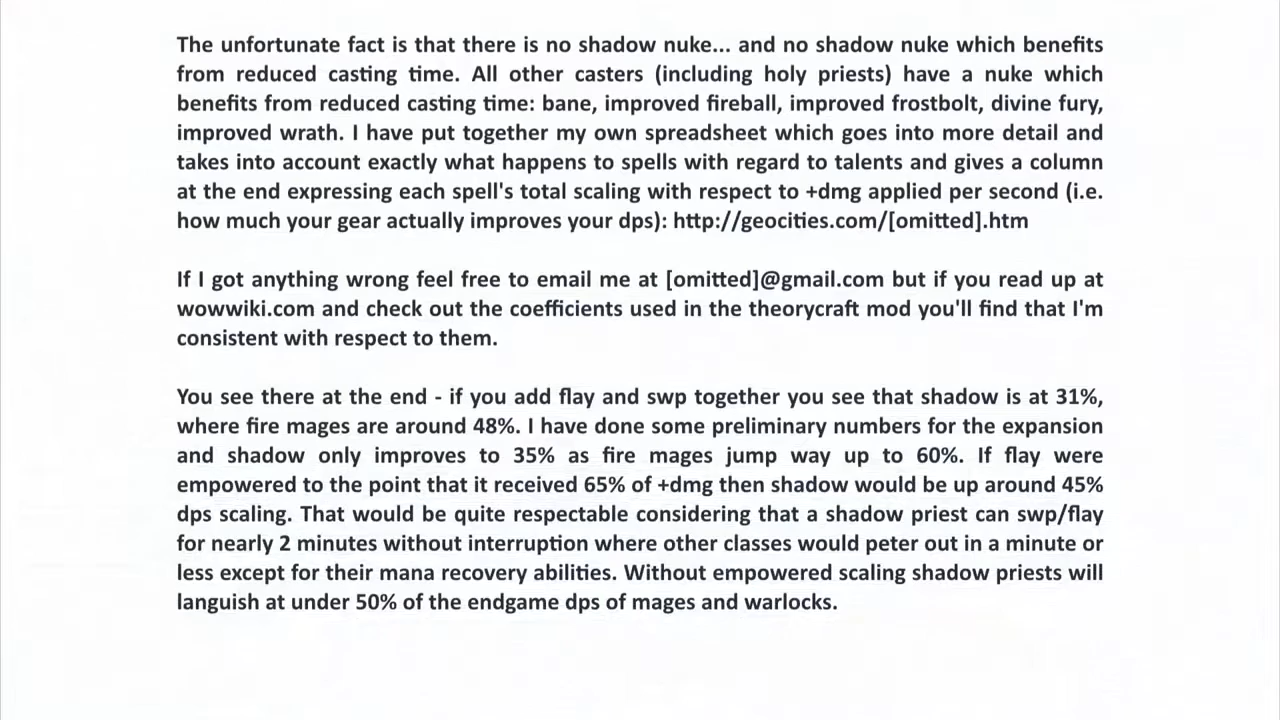 The unfortunate fact is that there is no shadow nuke... and no shadow nuke which benefits
from reduced casting time. All other casters (including holy priests) have a nuke which
benefits from reduced casting time: bane, improved fireball, improved frostbolt, divine fury,
improved wrath. I have put together my own spreadsheet which goes into more detail and
takes into account exactly what happens to spells with regard to talents and gives a column
at the end expressing each spell's total scaling with respect to +dmg applied per second (i.e.
how much your gear actually improves your dps): http://geocities.com/[omitted].htm
If I got anything wrong feel free to email me at [omitted]@gmail.com but if you read up at
wowwiki.com and check out the coefficients used in the theorycraft mod you'll find that I'm
consistent with respect to them.
You see there at the end - if you add flay and swp together you see that shadow is at 31%,
where fire mages are around 48%. I have done some preliminary numbers for the expansion
and shadow only improves to 35% as fire mages jump way up to 60%. If flay were
empowered to the point that it received 65% of +dmg then shadow would be up around 45%
dps scaling. That would be quite respectable considering that a shadow priest can swp/flay
for nearly 2 minutes without interruption where other classes would peter out in a minute or
less except for their mana recovery abilities. Without empowered scaling shadow priests will
languish at under 50% of the endgame dps of mages and warlocks.